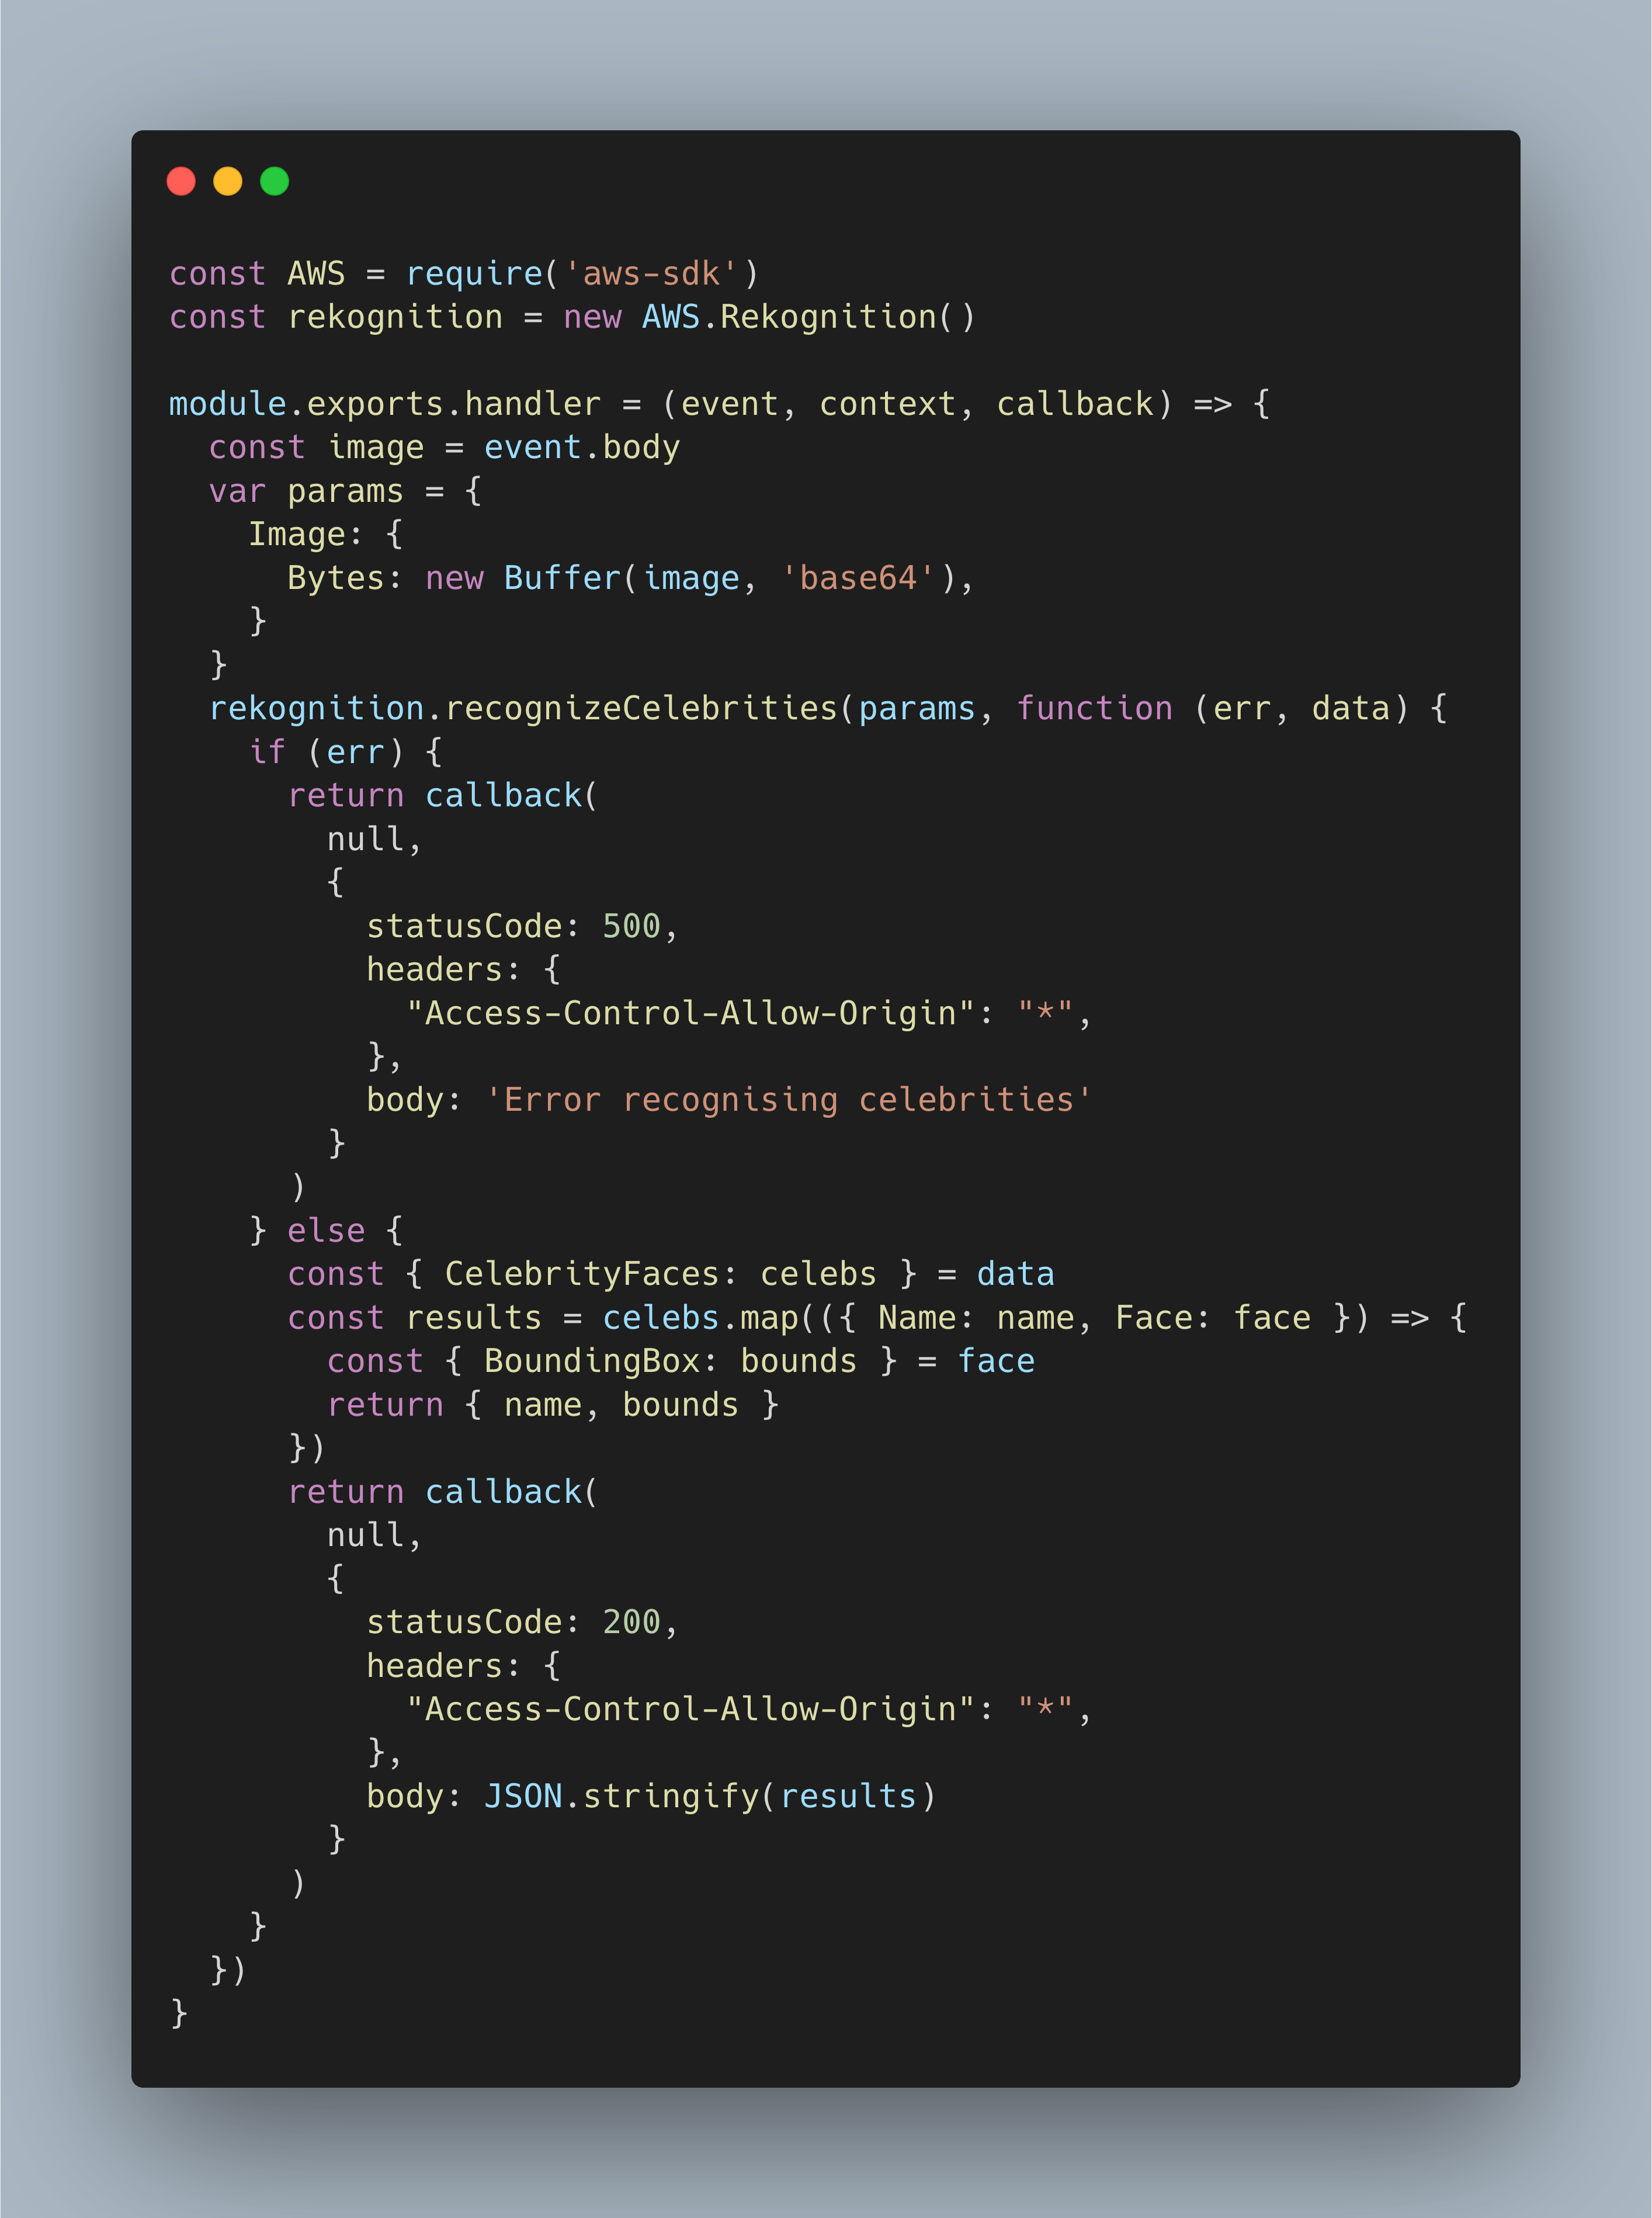 const AWS = require('aws-sdk')
const rekognition = new AWS.Rekognition()

module.exports.handler = (event, context, callback) => {
  const image = event.body
  var params = {
    Image: {
      Bytes: new Buffer(image, 'base64'),
    }
  }
  rekognition.recognizeCelebrities(params, function (err, data) {
    if (err) {
      return callback(
        null,
        {
          statusCode: 500,
          headers: {
            "Access-Control-Allow-Origin": "*",
          },
          body: 'Error recognising celebrities'
        }
      )
    } else {
      const { CelebrityFaces: celebs } = data
      const results = celebs.map(({ Name: name, Face: face }) => {
        const { BoundingBox: bounds } = face
        return { name, bounds }
      })
      return callback(
        null,
        {
          statusCode: 200,
          headers: {
            "Access-Control-Allow-Origin": "*",
          },
          body: JSON.stringify(results)
        }
      )
    }
  })
}